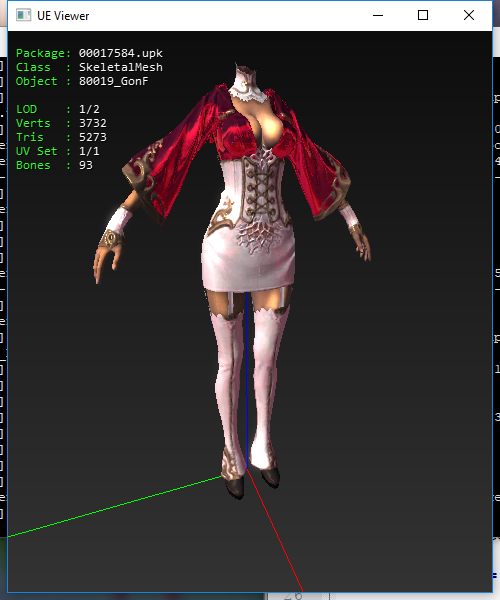 UE Viewer
Package: 00017584.upk
Class : SkeletalMesh
Object : 80019_GonF
LOD : 1/2
Verts : 3732
Tris : 5273
UV Set : 1/1
Bones : 93